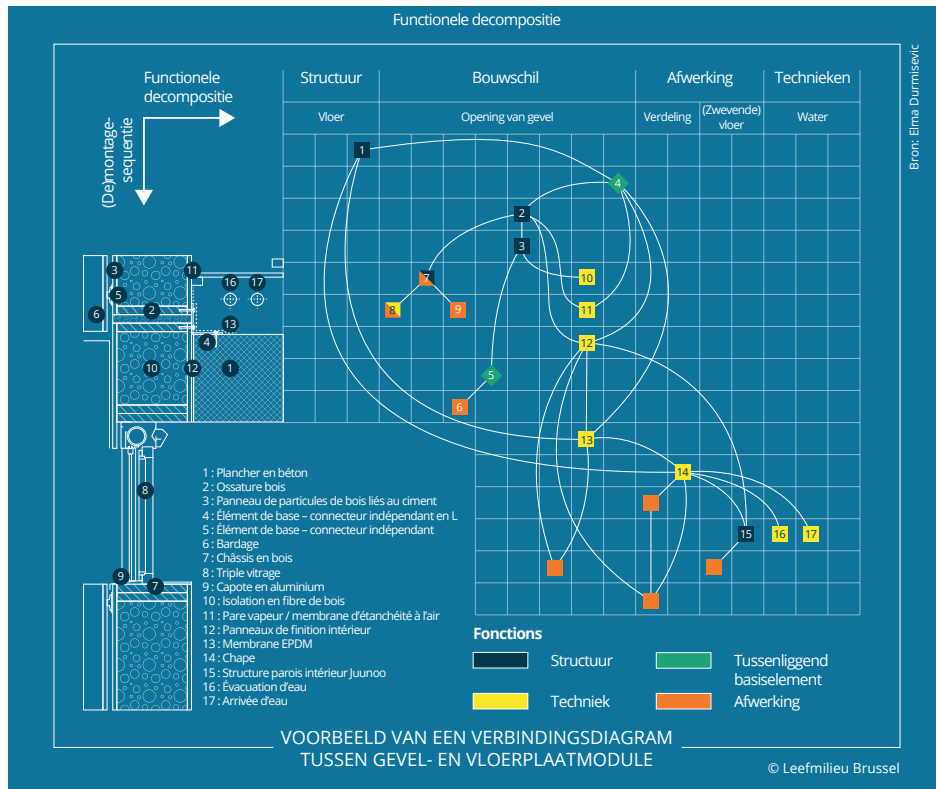 Functionele decompositie
Bron: Elma Durmisevic
Functionele
decompositie
(De)montage-
sequentie
Structuur
Bouwschil
Afwerking
Technieken
Vloer
Opening van gevel
Verdeling
(Zwevende)
vloer
Water
1
4
2
3
7
10
8
9
11
12
5
6
13
14
15
16
17
3
11
16
17
5
6
2
13
4
10
12
1
8
9
7
1 : Plancher en béton
2 : Ossature bois
3 : Panneau de particules de bois liés au ciment
4 : Élément de base – connecteur indépendant en L
5 : Élément de base – connecteur indépendant
6 : Bardage
7 : Châssis en bois
8 : Triple vitrage
9 : Capote en aluminium
10 : Isolation en fibre de bois
11 : Pare vapeur / membrane d'étanchéité à l'air
12 : Panneaux de finition intérieur
13 : Membrane EPDM
14 : Chape
15 : Structure parois intérieur Juunoo
16 : Évacuation d'eau
17 : Arrivée d'eau
Fonctions
Structuur
Tussenliggend
basiselement
Techniek
Afwerking
VOORBEELD VAN EEN VERBINDINGSDIAGRAM
TUSSEN GEVEL- EN VLOERPLAATMODULE
© Leefmilieu Brussel